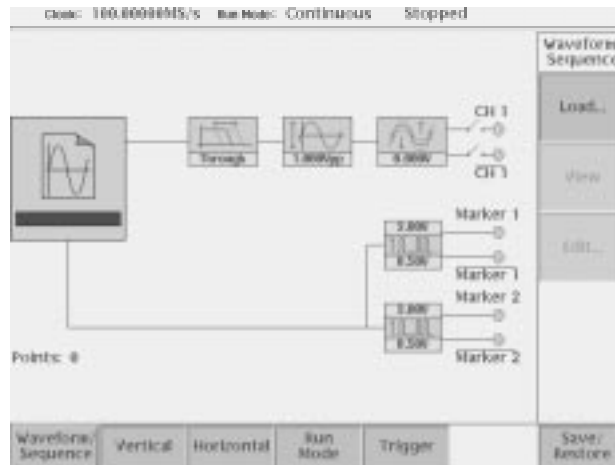 Clock: 100.00000MS/s Run Mode: Continuous Stopped
Waveform/
Sequence
Load...
View
Edit...
CH 1
Through
1.000Vpp
0.000V
CH 1
Marker 1
2.00V
0.50V
Marker 1
Marker 2
2.00V
0.50V
Marker 2
Points: 0
Waveform/
Sequence
Vertical
Horizontal
Run
Mode
Trigger
Save/
Restore